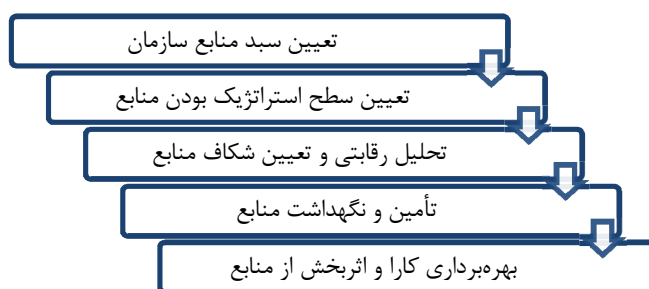 تعیین سبد منابع سازمان
تعیین سطح استراتژیک بودن منابع
تحلیل رقابتی و تعیین شکاف منابع
تأمین و نگهداشت منابع
بهره‌برداری کارا و اثربخش از منابع